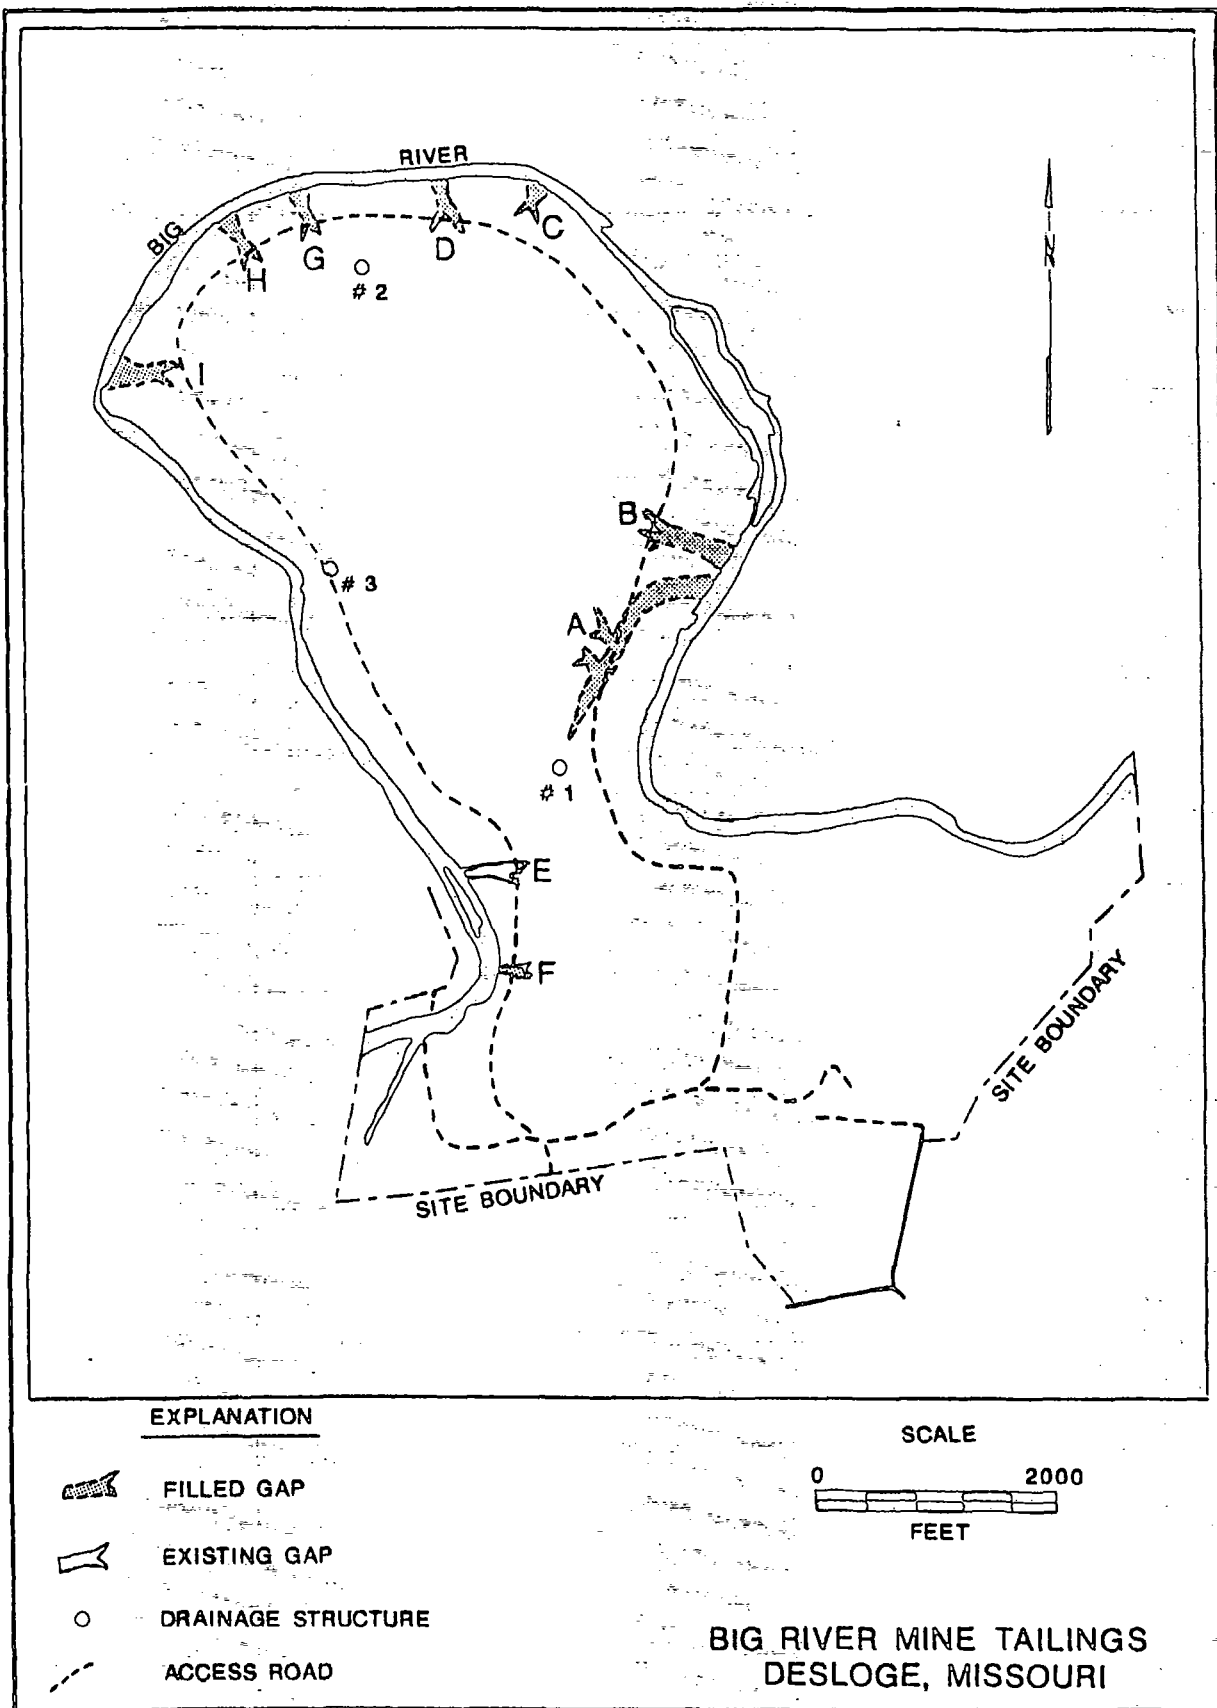 RIVER
BIG
N
C
D
G
H
# 2
I
B
# 3
A
# 1
E
F
SITE BOUNDARY
SITE BOUNDARY
EXPLANATION
FILLED GAP
EXISTING GAP
DRAINAGE STRUCTURE
ACCESS ROAD
SCALE
0 2000
FEET
BIG RIVER MINE TAILINGS
DESLOGE, MISSOURI